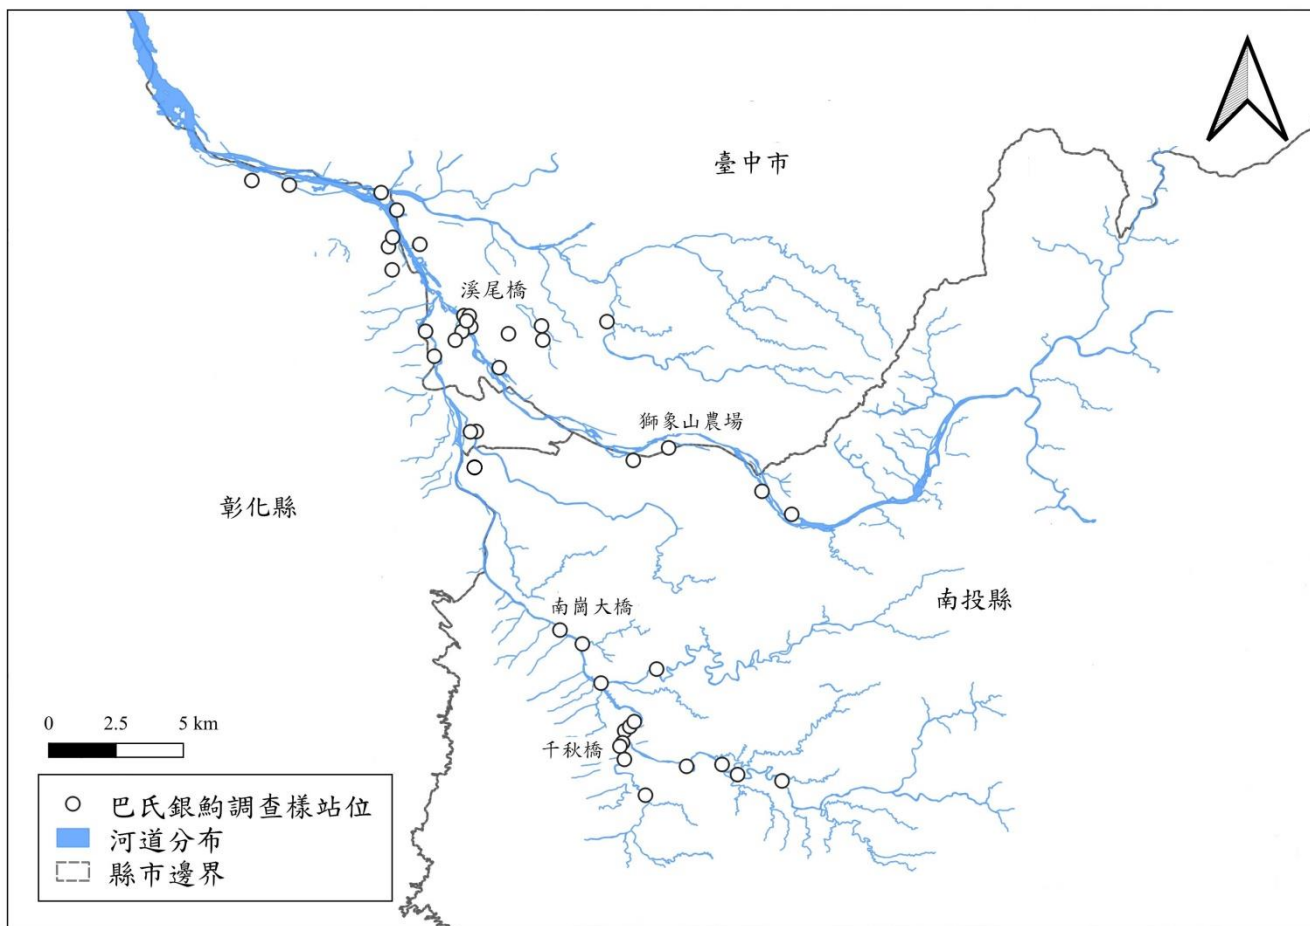 臺中市
溪尾橋
獅象山農場
彰化縣
南投縣
南崗大橋
千秋橋
0 2.5 5 km
巴氏銀鮈調查樣站位
河道分布
縣市邊界